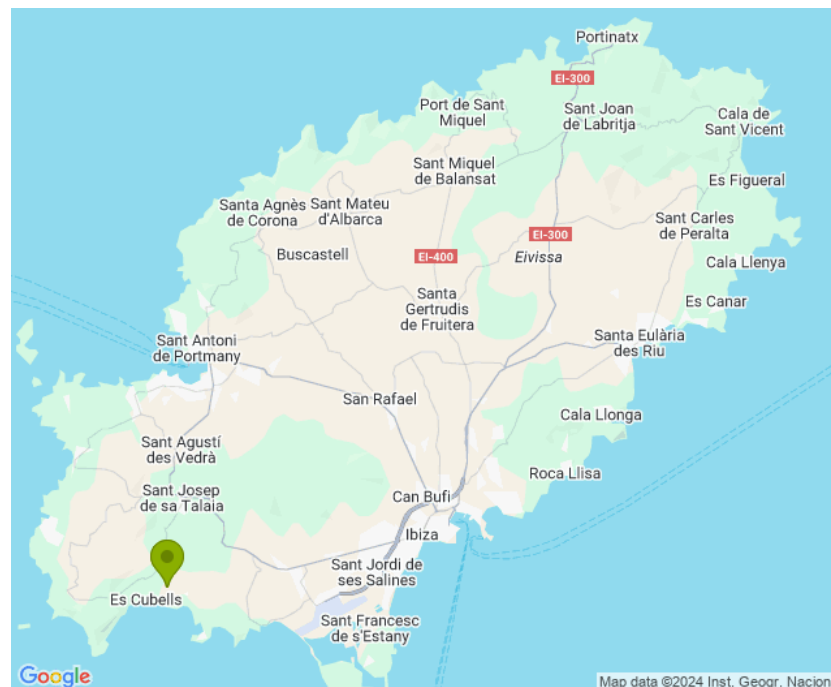 Portinatx
EI-300
Port de Sant
Miquel
Sant Joan
de Labritja
Cala de
Sant Vicent
Sant Miquel
de Balansat
Es Figueral
Santa Agnès
de Corona
Sant Mateu
d'Albarca
Sant Carles
de Peralta
EI-300
Buscastell
EI-400
Eivissa
Cala Llenya
Santa
Gertrudis
de Fruitera
Es Canar
Sant Antoni
de Portmany
Santa Eulària
des Riu
San Rafael
Cala Llonga
Sant Agustí
des Vedrà
Roca Llisa
Sant Josep
de sa Talaia
Can Bufi
Ibiza
Sant Jordi de
ses Salines
Es Cubells
Sant Francesc
de s'Estany
Google
Map data ©2024 Inst. Geogr. Nacion